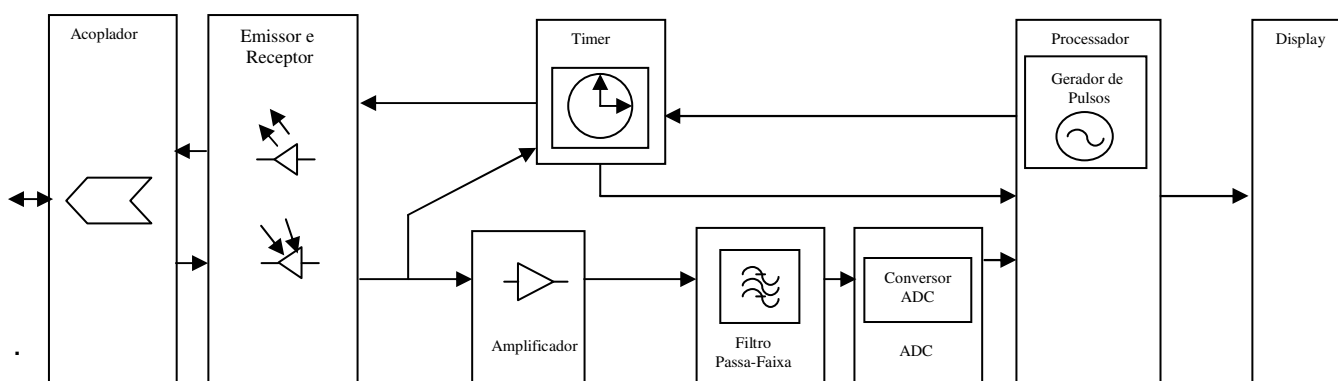 Acoplador
Emissor e
Receptor
Timer
Processador
Gerador de
Pulsos
Display
Amplificador
Filtro
Passa-Faixa
Conversor
ADC
ADC
.